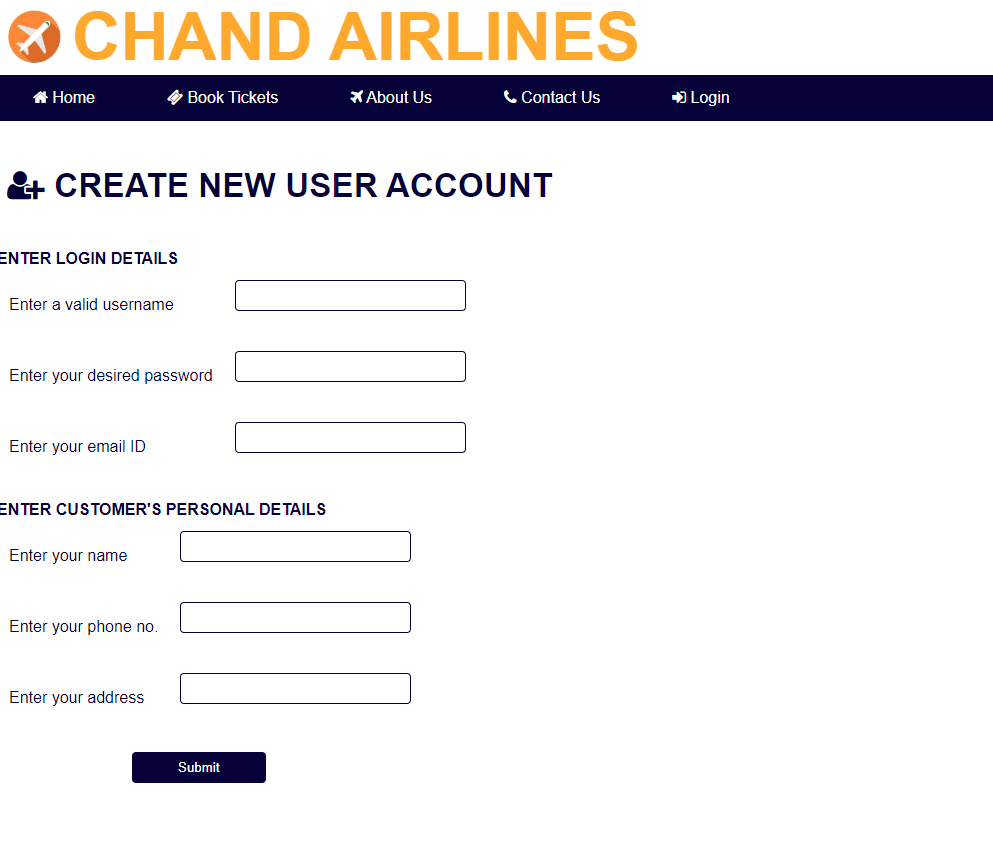 CHAND AIRLINES
Home Book Tickets About Us Contact Us Login
CREATE NEW USER ACCOUNT
ENTER LOGIN DETAILS
Enter a valid username
Enter your desired password
Enter your email ID
ENTER CUSTOMER'S PERSONAL DETAILS
Enter your name
Enter your phone no.
Enter your address
Submit